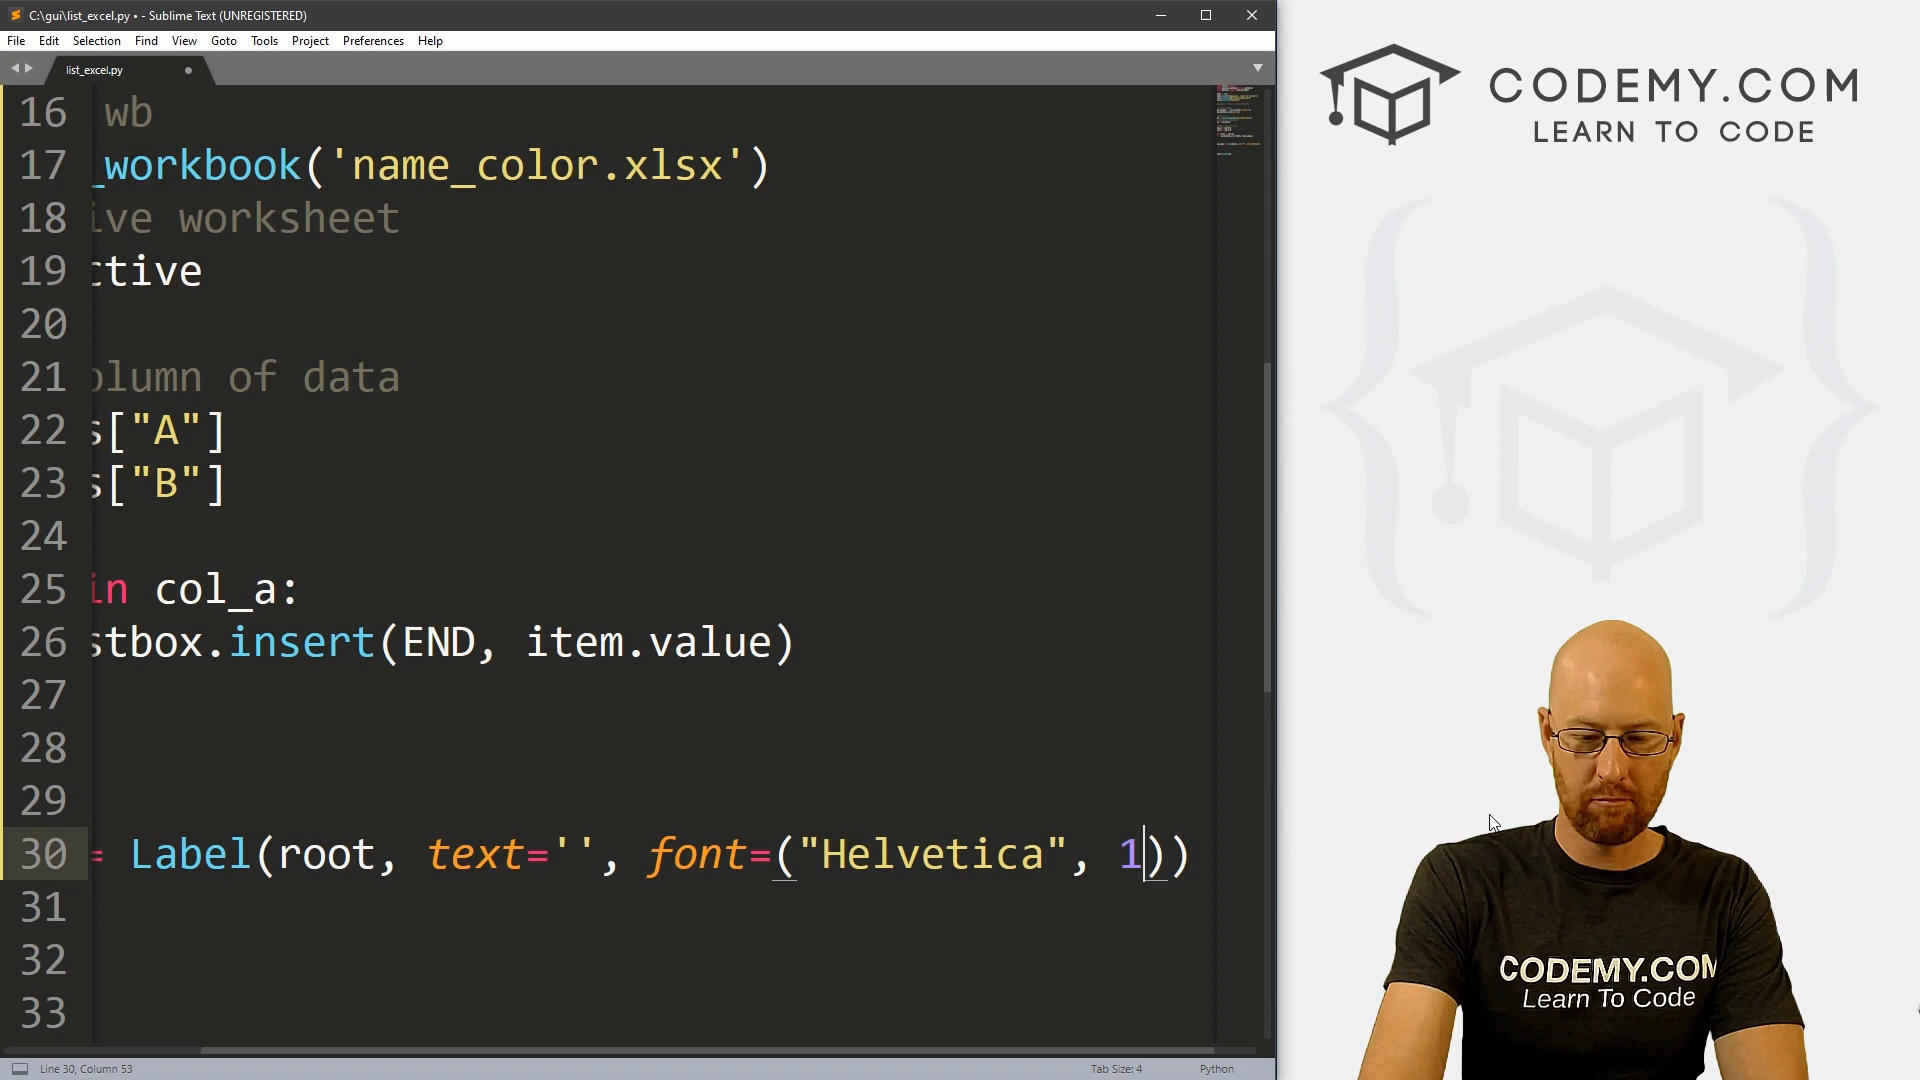 C:\gui\list_excel.py • - Sublime Text (UNREGISTERED)
File Edit Selection Find View Goto Tools Project Preferences Help
list_excel.py
16 wb
17 _workbook('name_color.xlsx')
18 ive worksheet
19 ctive
20
21 olumn of data
22 s["A"]
23 s["B"]
24
25 in col_a:
26 stbox.insert(END, item.value)
27
28
29
30 = Label(root, text='', font=("Helvetica", 1))
31
32
33
Line 30, Column 53 Tab Size: 4 Python
CODEMY.COM
LEARN TO CODE
CODEMY.COM
Learn To Code